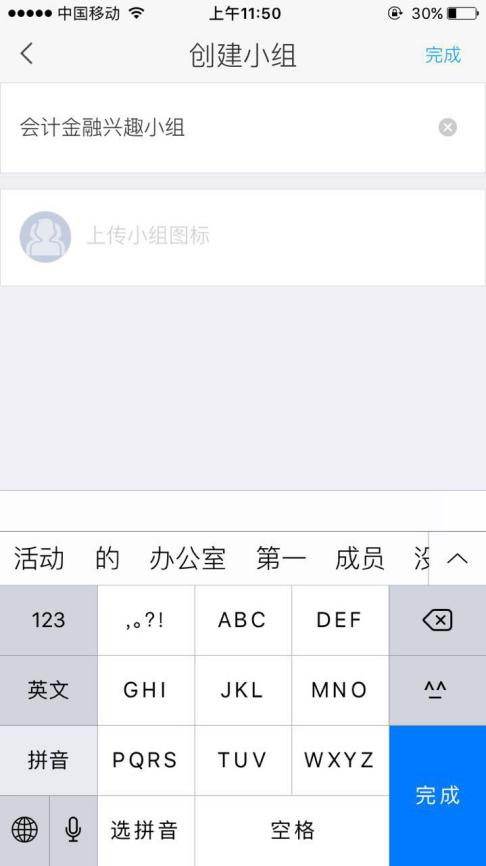 中国移动 上午11:50 30%
创建小组 完成
会计金融兴趣小组
上传小组图标
活动 的 办公室 第一 成员
123 ,。?! ABC DEF
英文 GHI JKL MNO ^^
拼音 PQRS TUV WXYZ
完成
选拼音 空格